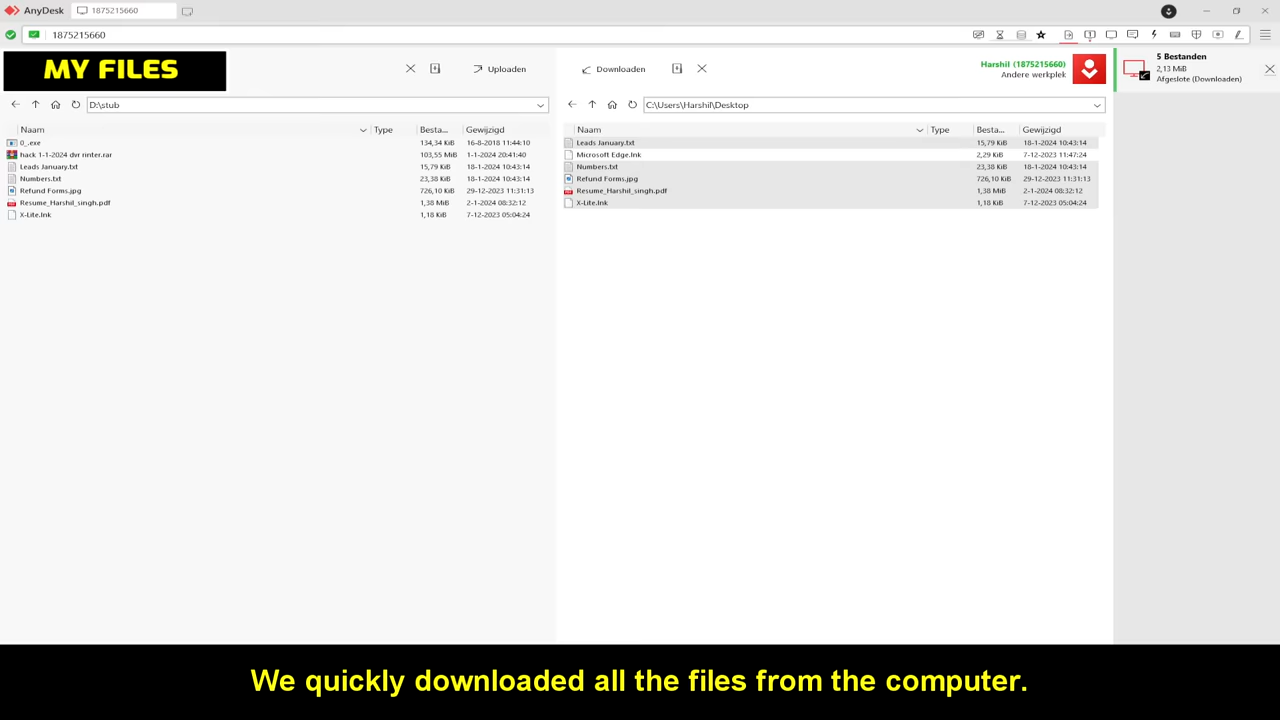 AnyDesk 1875215660
1875215660
MY FILES
Uploaden
Downloaden
Harshil (1875215660)
Andere werkplek
5 Bestanden
2,13 MiB
Afgeslote (Downloaden)
D:\stub
C:\Users\Harshil\Desktop
Naam Type Besta... Gewijzigd
0_.exe 134,34 KiB 16-8-2018 11:44:10
hack 1-1-2024 dvr rinter.rar 103,55 MiB 1-1-2024 20:41:40
Leads January.txt 15,79 KiB 18-1-2024 10:43:14
Numbers.txt 23,38 KiB 18-1-2024 10:43:14
Refund Forms.jpg 726,10 KiB 29-12-2023 11:31:13
Resume_Harshil_singh.pdf 1,38 MiB 2-1-2024 08:32:12
X-Lite.lnk 1,18 KiB 7-12-2023 05:04:24
Naam Type Besta... Gewijzigd
Leads January.txt 15,79 KiB 18-1-2024 10:43:14
Microsoft Edge.lnk 2,29 KiB 7-12-2023 11:47:24
Numbers.txt 23,38 KiB 18-1-2024 10:43:14
Refund Forms.jpg 726,10 KiB 29-12-2023 11:31:13
Resume_Harshil_singh.pdf 1,38 MiB 2-1-2024 08:32:12
X-Lite.lnk 1,18 KiB 7-12-2023 05:04:24
We quickly downloaded all the files from the computer.